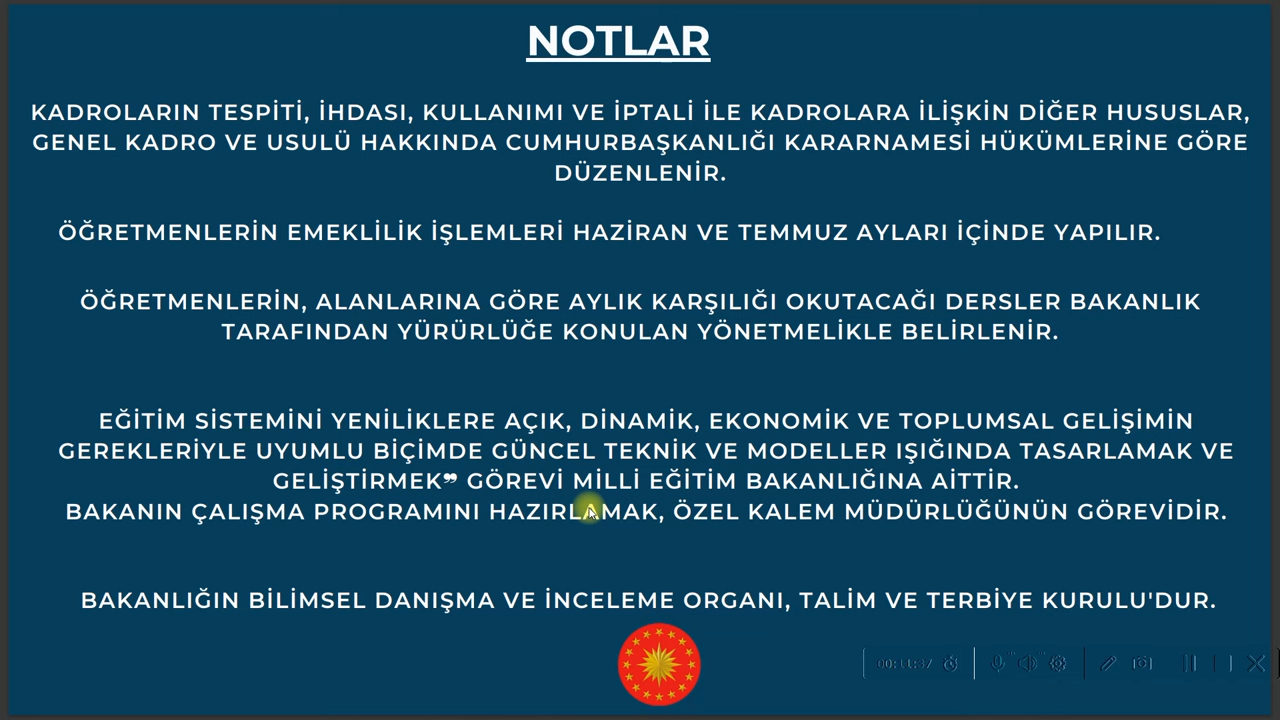 NOTLAR
KADROLARIN TESPİTİ, İHDASI, KULLANIMI VE İPTALİ İLE KADROLARA İLİŞKİN DİĞER HUSUSLAR,
GENEL KADRO VE USULÜ HAKKINDA CUMHURBAŞKANLIĞI KARARNAMESİ HÜKÜMLERİNE GÖRE
DÜZENLENİR.
ÖĞRETMENLERİN EMEKLİLİK İŞLEMLERİ HAZİRAN VE TEMMUZ AYLARI İÇİNDE YAPILIR.
ÖĞRETMENLERİN, ALANLARINA GÖRE AYLIK KARŞILIĞI OKUTACAĞI DERSLER BAKANLIK
TARAFINDAN YÜRÜRLÜĞE KONULAN YÖNETMELİKLE BELİRLENİR.
EĞİTİM SİSTEMİNİ YENİLİKLERE AÇIK, DİNAMİK, EKONOMİK VE TOPLUMSAL GELİŞİMİN
GEREKLERİYLE UYUMLU BİÇİMDE GÜNCEL TEKNİK VE MODELLER IŞIĞINDA TASARLAMAK VE
GELİŞTİRMEK” GÖREVİ MİLLİ EĞİTİM BAKANLIĞINA AİTTİR.
BAKANIN ÇALIŞMA PROGRAMINI HAZIRLAMAK, ÖZEL KALEM MÜDÜRLÜĞÜNÜN GÖREVİDİR.
BAKANLIĞIN BİLİMSEL DANIŞMA VE İNCELEME ORGANI, TALİM VE TERBİYE KURULU'DUR.
00:11:37